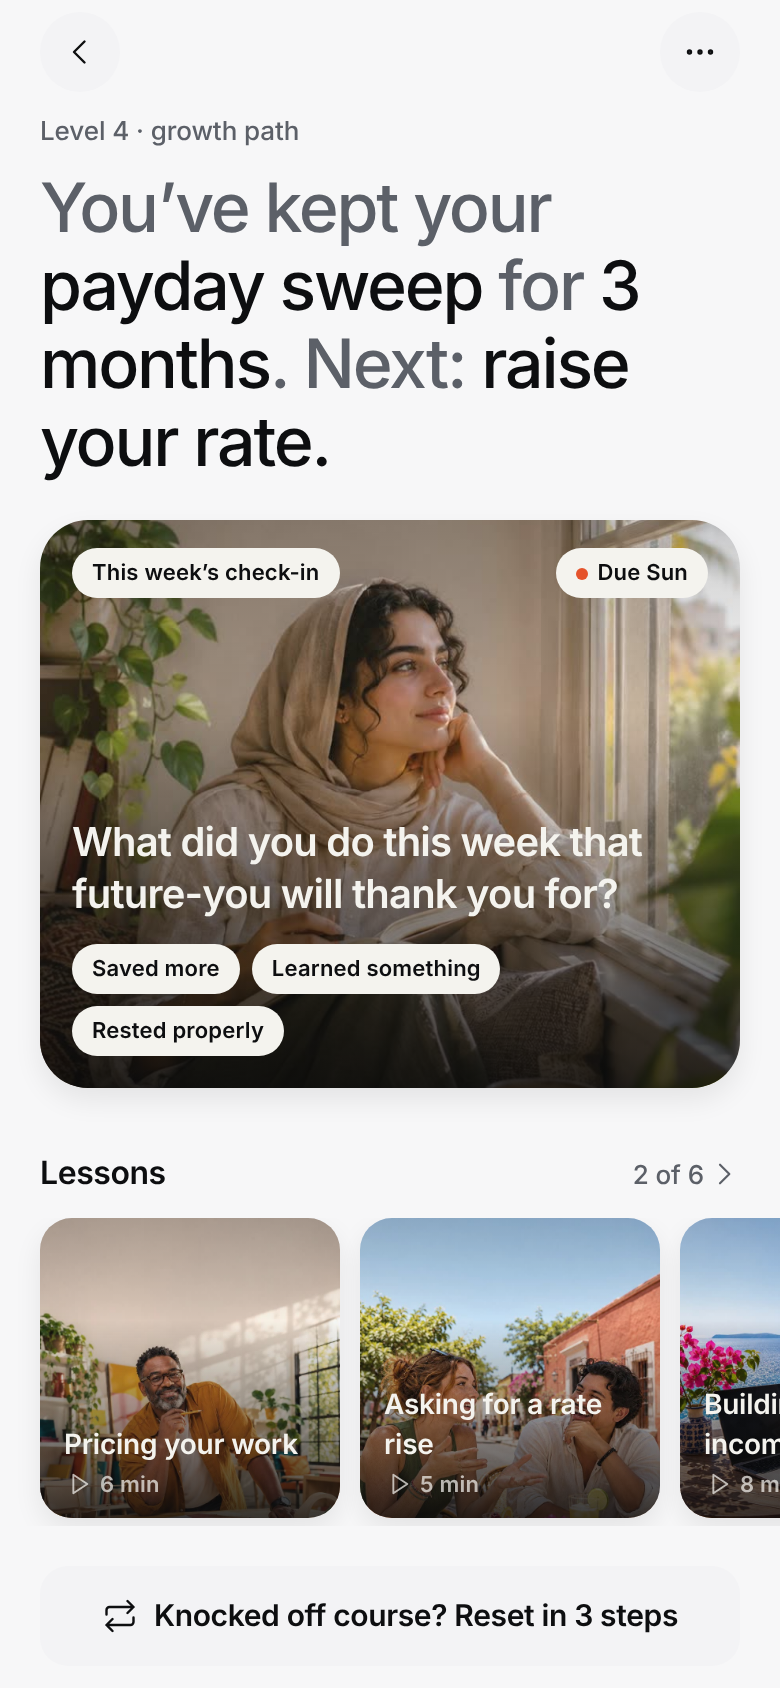 Level 4 · growth path
You’ve kept your
payday sweep for 3
months. Next: raise
your rate.
This week’s check-in
Due Sun
What did you do this week that
future-you will thank you for?
Saved more
Learned something
Rested properly
Lessons
2 of 6
Pricing your work
6 min
Asking for a rate
rise
5 min
8 m
Knocked off course? Reset in 3 steps